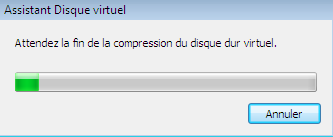 Assistant Disque virtuel
Attendez la fin de la compression du disque dur virtuel.
Annuler